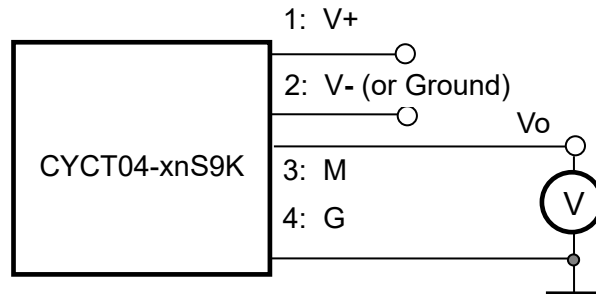 1: V+
2: V- (or Ground)
Vo
CYCT04-xnS9K
3: M
V
4: G